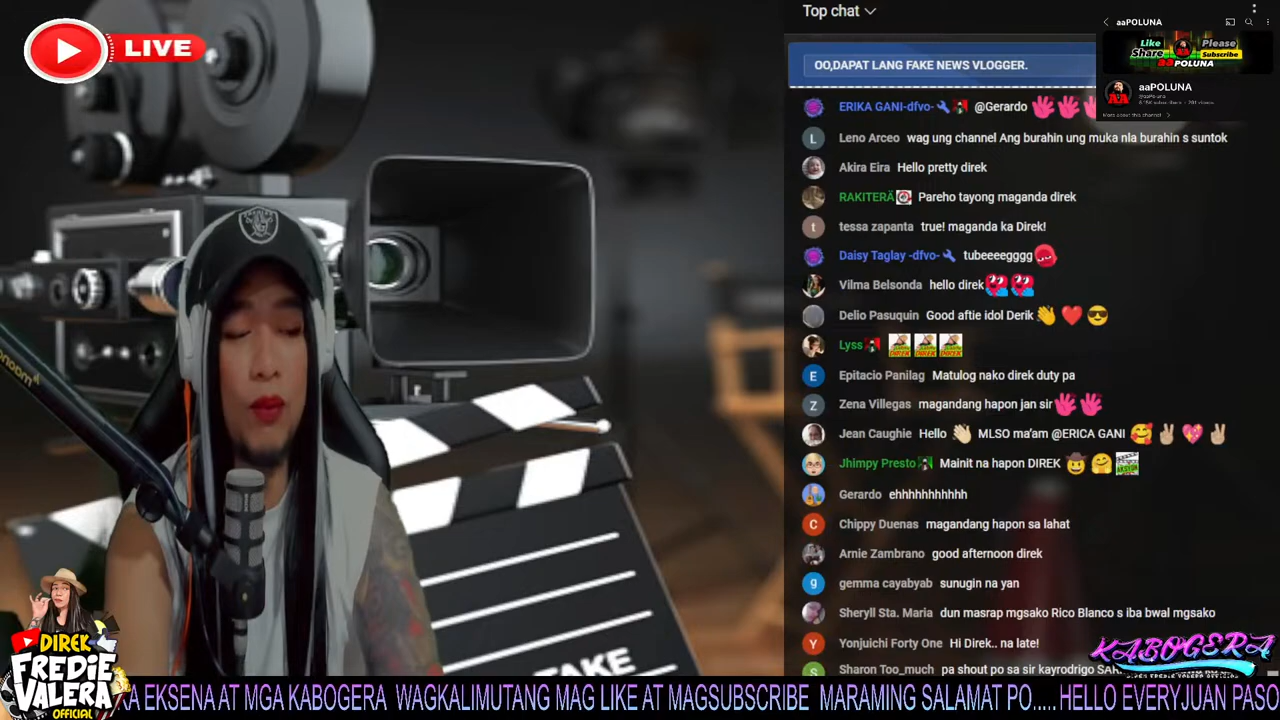 LIVE
Top chat
aaPOLUNA
Like
Share
Please
Subscribe
aaPOLUNA
aaPOLUNA
OO,DAPAT LANG FAKE NEWS VLOGGER.
ERIKA GANI-dfvo- @Gerardo
Leno Arceo wag ung channel Ang burahin ung muka nla burahin s suntok
Akira Eira Hello pretty direk
RAKITERÄ Pareho tayong maganda direk
tessa zapanta true! maganda ka Direk!
Daisy Taglay -dfvo- tubeeeegggg
Vilma Belsonda hello direk
Delio Pasuquin Good aftie idol Derik
Lyss
Epitacio Panilag Matulog nako direk duty pa
Zena Villegas magandang hapon jan sir
Jean Caughie Hello MLSO ma'am @ERICA GANI
Jhimpy Presto Mainit na hapon DIREK
Gerardo ehhhhhhhhhhh
Chippy Duenas magandang hapon sa lahat
Arnie Zambrano good afternoon direk
gemma cayabyab sunugin na yan
Sheryll Sta. Maria dun masrap mgsako Rico Blanco s iba bwal mgsako
Yonjuichi Forty One Hi Direk.. na late!
Sharon Too_much pa shout po sa sir kayrodrigo
KABOGERA
maono
TAKE
DIREK
FREDIE
VALERA
OFFICIAL
KA EKSENA AT MGA KABOGERA WAGKALIMUTANG MAG LIKE AT MAGSUBSCRIBE MARAMING SALAMAT PO.....HELLO EVERYJUAN PASO